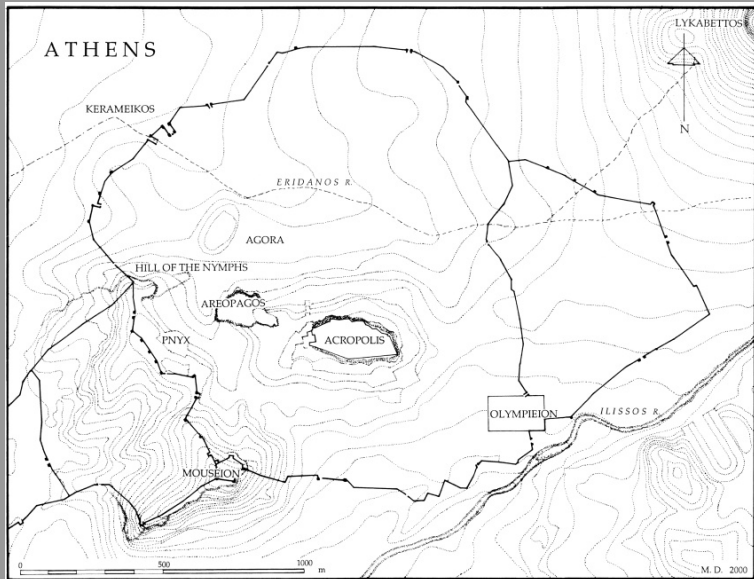 LYKABETTOS
ATHENS
KERAMEIKOS
N
ERIDANOS R.
AGORA
HILL OF THE NYMPHS
AREOPAGOS
PNYX
ACROPOLIS
OLYMPIEION
ILISSOS R.
MOUSEION
0 500 1000
m
M. D. 2000